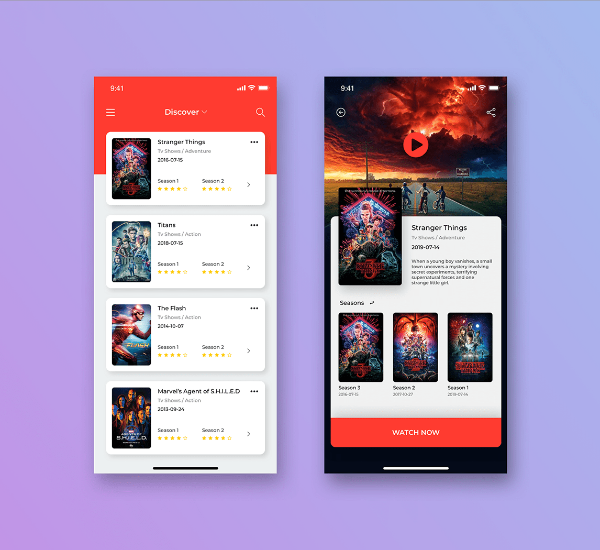 9:41
Discover
Stranger Things
Tv Shows / Adventure
2016-07-15
Season 1 Season 2
Titans
Tv Shows / Action
2018-07-15
Season 1 Season 2
The Flash
Tv Shows / Action
2014-10-07
Season 1 Season 2
Marvel's Agent of S.H.I.L.E.D
Tv Shows / Action
2013-09-24
Season 1 Season 2
S.H.I.E.L.D.
9:41
Stranger Things
Tv Shows / Adventure
2019-07-14
When a young boy vanishes, a small
town uncovers a mystery involving
secret experiments, terrifying
supernatural forces and one
strange little girl.
Seasons
Season 3 Season 2 Season 1
2016-07-15 2017-10-27 2019-07-14
WATCH NOW